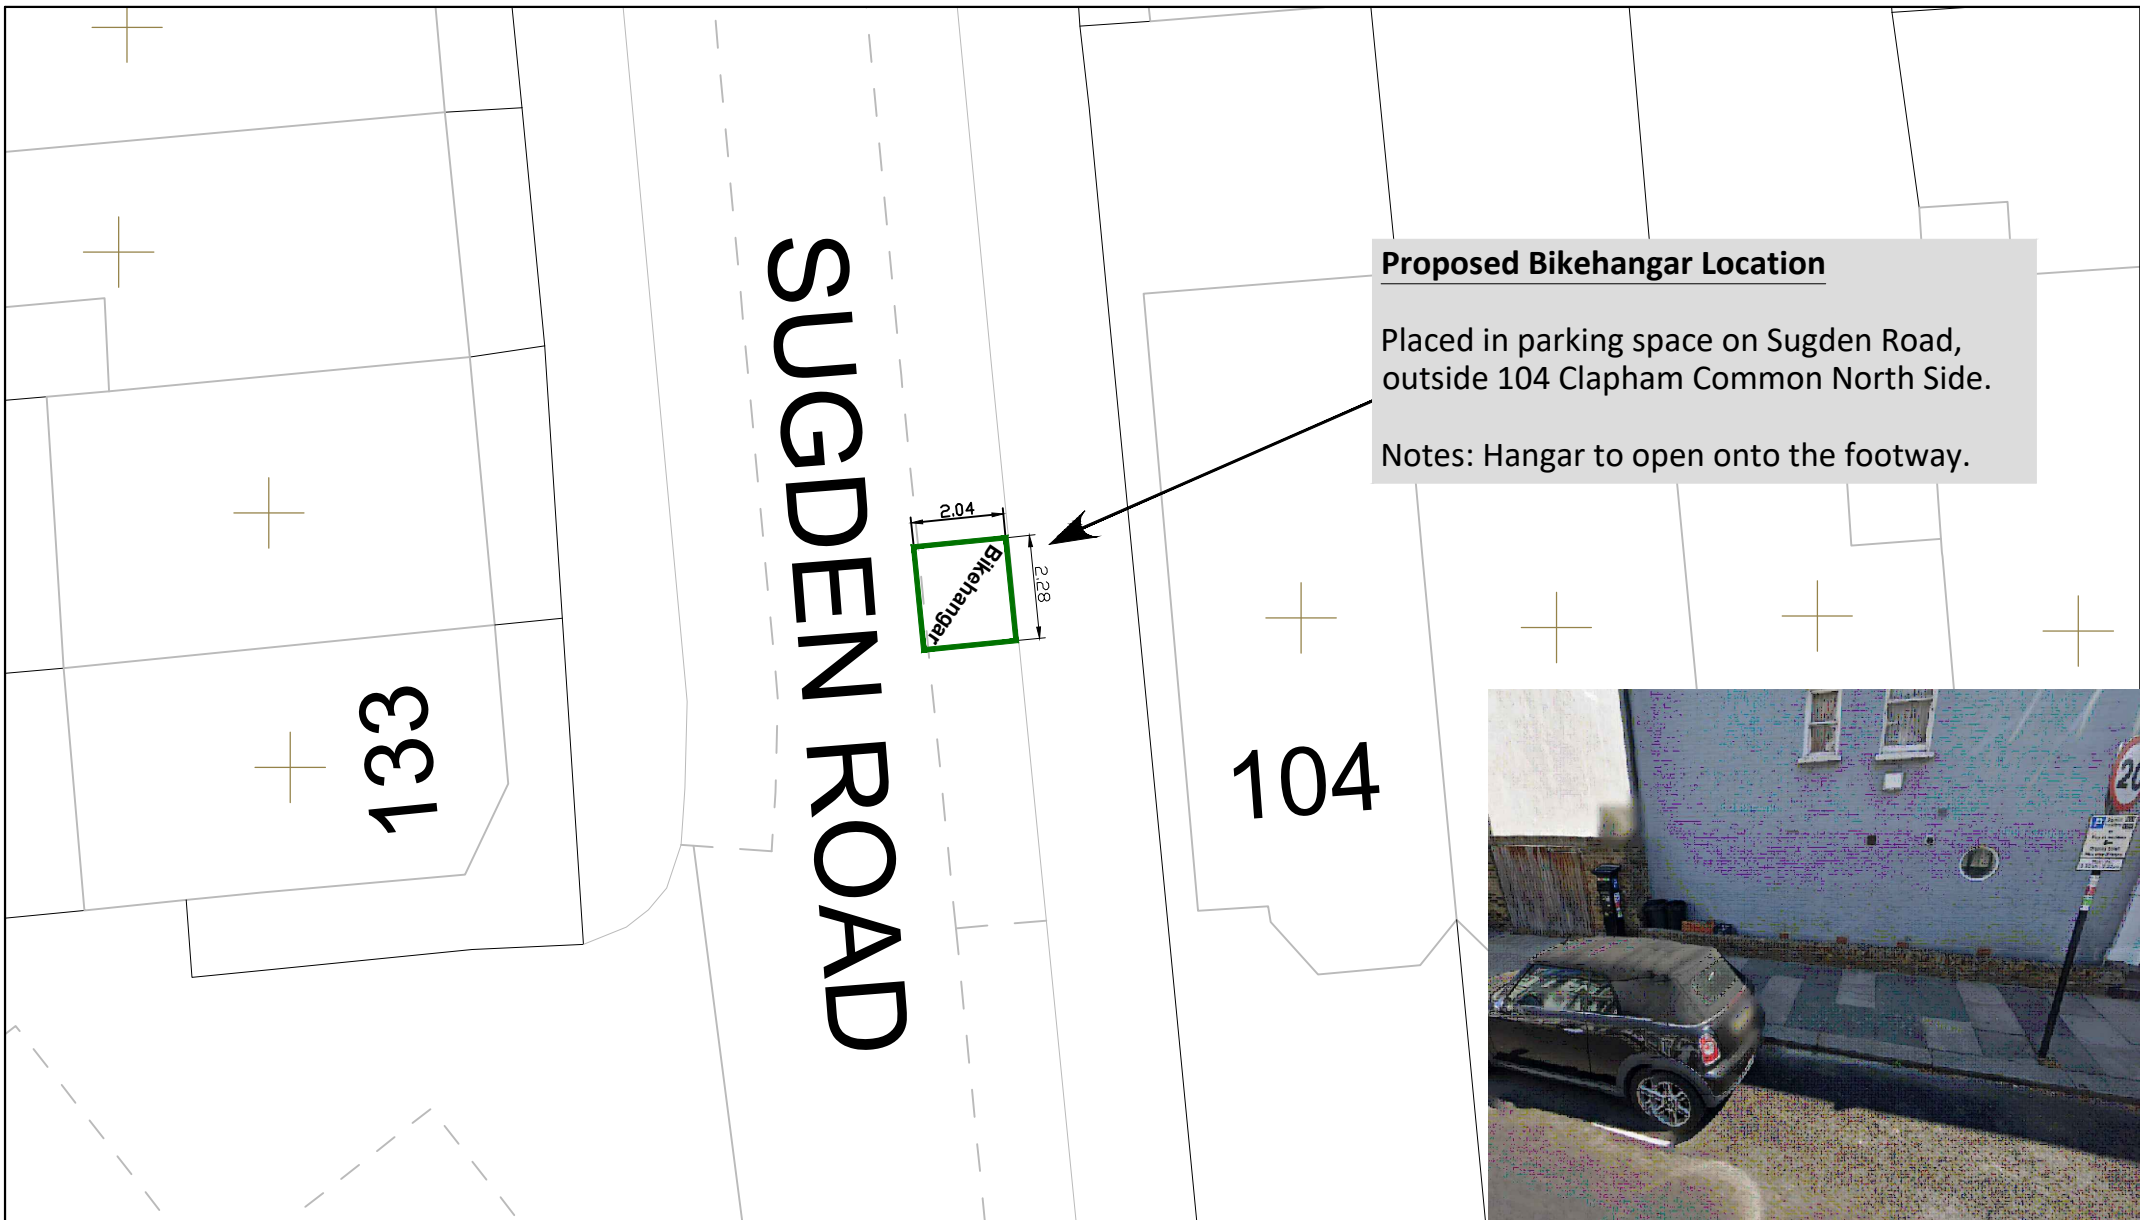 Proposed Bikehangar Location
Placed in parking space on Sugden Road,
outside 104 Clapham Common North Side.
Notes: Hangar to open onto the footway.
SUGDEN ROAD
2.04
2.28
Bikehangar
133
104
20
P